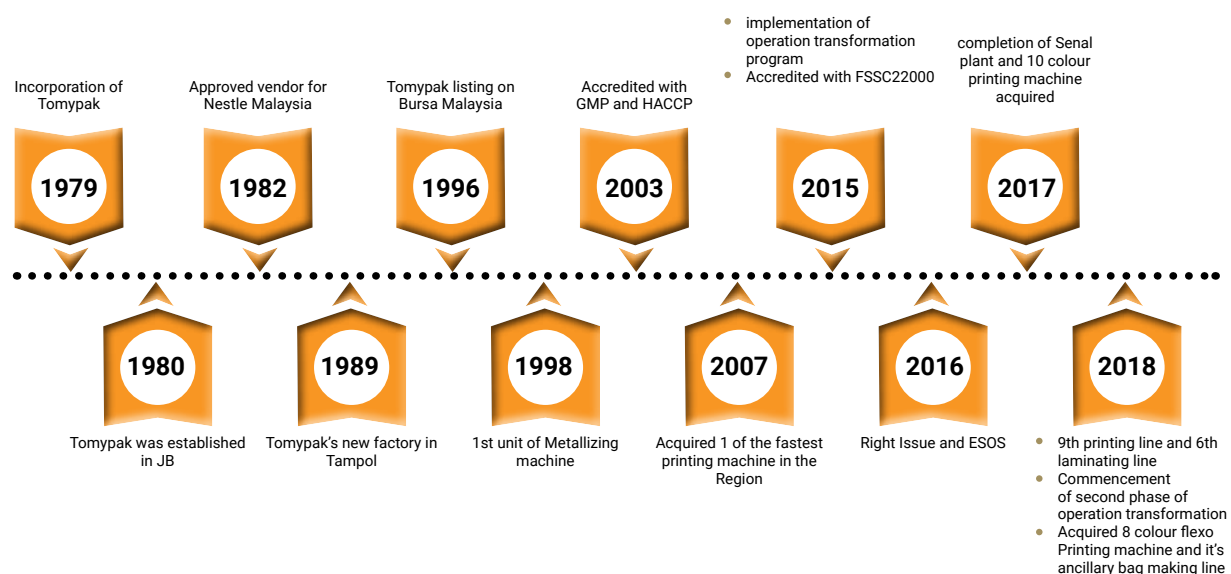 Incorporation of
Tomypak
1979
Approved vendor for
Nestle Malaysia
1982
Tomypak listing on
Bursa Malaysia
1996
Accredited with
GMP and HACCP
2003
• implementation of
operation transformation
program
• Accredited with FSSC22000
2015
completion of Senal
plant and 10 colour
printing machine
acquired
2017
1980
Tomypak was established
in JB
1989
Tomypak's new factory in
Tampol
1998
1st unit of Metallizing
machine
2007
Acquired 1 of the fastest
printing machine in the
Region
2016
Right Issue and ESOS
2018
• 9th printing line and 6th
laminating line
• Commencement
of second phase of
operation transformation
• Acquired 8 colour flexo
Printing machine and it's
ancillary bag making line